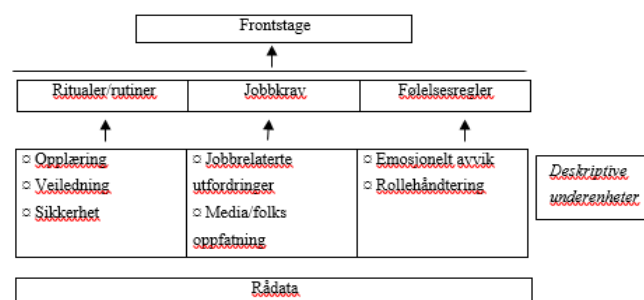 Frontstage
Ritualer/rutiner
Jobbkrav
Følelsesregler
¤ Opplæring
¤ Veiledning
¤ Sikkerhet
¤ Jobbrelaterte
utfordringer
¤ Media/folks
oppfatning
¤ Emosjonelt avvik
¤ Rollehåndtering
Deskriptive
underenheter
Rådata